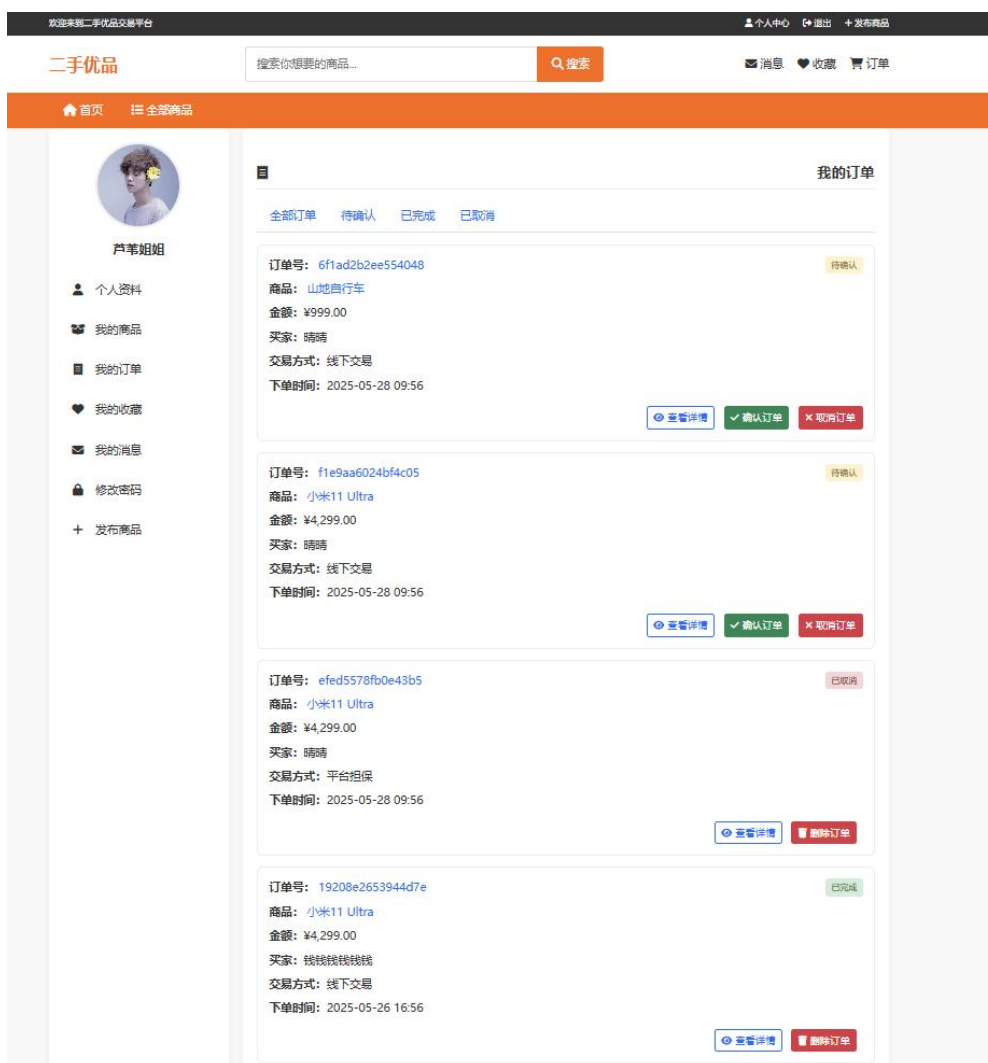 欢迎来到二手优品交易平台 个人中心 退出 发布商品
二手优品 搜索你想要的商品... 搜索 消息 收藏 订单
首页 全部商品
芦苇姐姐
个人资料
我的商品
我的订单
我的收藏
我的消息
修改密码
发布商品
我的订单
全部订单 待确认 已完成 已取消
订单号： 6f1ad2b2ee554048 待确认
商品： 山地自行车
金额：¥999.00
买家：晴晴
交易方式：线下交易
下单时间：2025-05-28 09:56
查看详情 确认订单 取消订单
订单号： f1e9aa6024bf4c05 待确认
商品： 小米11 Ultra
金额：¥4,299.00
买家：晴晴
交易方式：线下交易
下单时间：2025-05-28 09:56
查看详情 确认订单 取消订单
订单号： efed5578fb0e43b5 已取消
商品： 小米11 Ultra
金额：¥4,299.00
买家：晴晴
交易方式：平台担保
下单时间：2025-05-28 09:56
查看详情 删除订单
订单号： 19208e2653944d7e 已完成
商品： 小米11 Ultra
金额：¥4,299.00
买家：钱钱钱钱钱钱
交易方式：线下交易
下单时间：2025-05-26 16:56
查看详情 删除订单